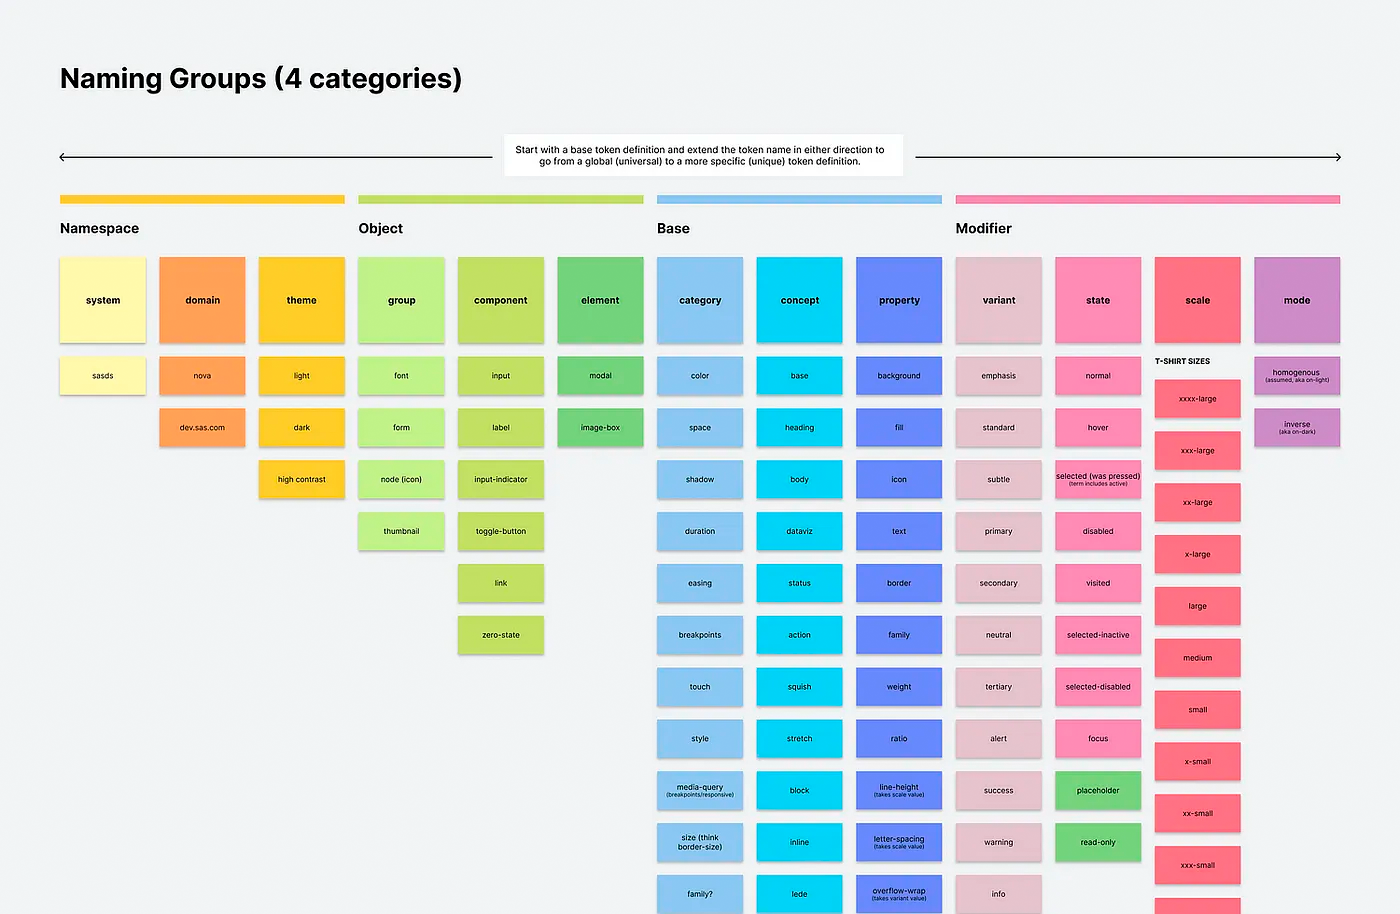 Naming Groups (4 categories)
Start with a base token definition and extend the token name in either direction to
go from a global (universal) to a more specific (unique) token definition.
Namespace
Object
Base
Modifier
system
domain
theme
group
component
element
category
concept
property
variant
state
scale
mode
sasds
nova
dev.sas.com
light
dark
high contrast
font
form
node (icon)
thumbnail
input
label
input-indicator
toggle-button
link
zero-state
modal
image-box
color
space
shadow
duration
easing
breakpoints
touch
style
media-query
(breakpoints/responsive)
size (think
border-size)
family?
base
heading
body
dataviz
status
action
squish
stretch
block
inline
lede
background
fill
icon
text
border
family
weight
ratio
line-height
(takes scale value)
letter-spacing
(takes scale value)
overflow-wrap
(takes variant value)
emphasis
standard
subtle
primary
secondary
neutral
tertiary
alert
success
warning
info
normal
hover
selected (was pressed)
(term includes active)
disabled
visited
selected-inactive
selected-disabled
focus
placeholder
read-only
T-SHIRT SIZES
xxxx-large
xxx-large
xx-large
x-large
large
medium
small
x-small
xx-small
xxx-small
homogenous
(assumed, aka on-light)
inverse
(aka on-dark)